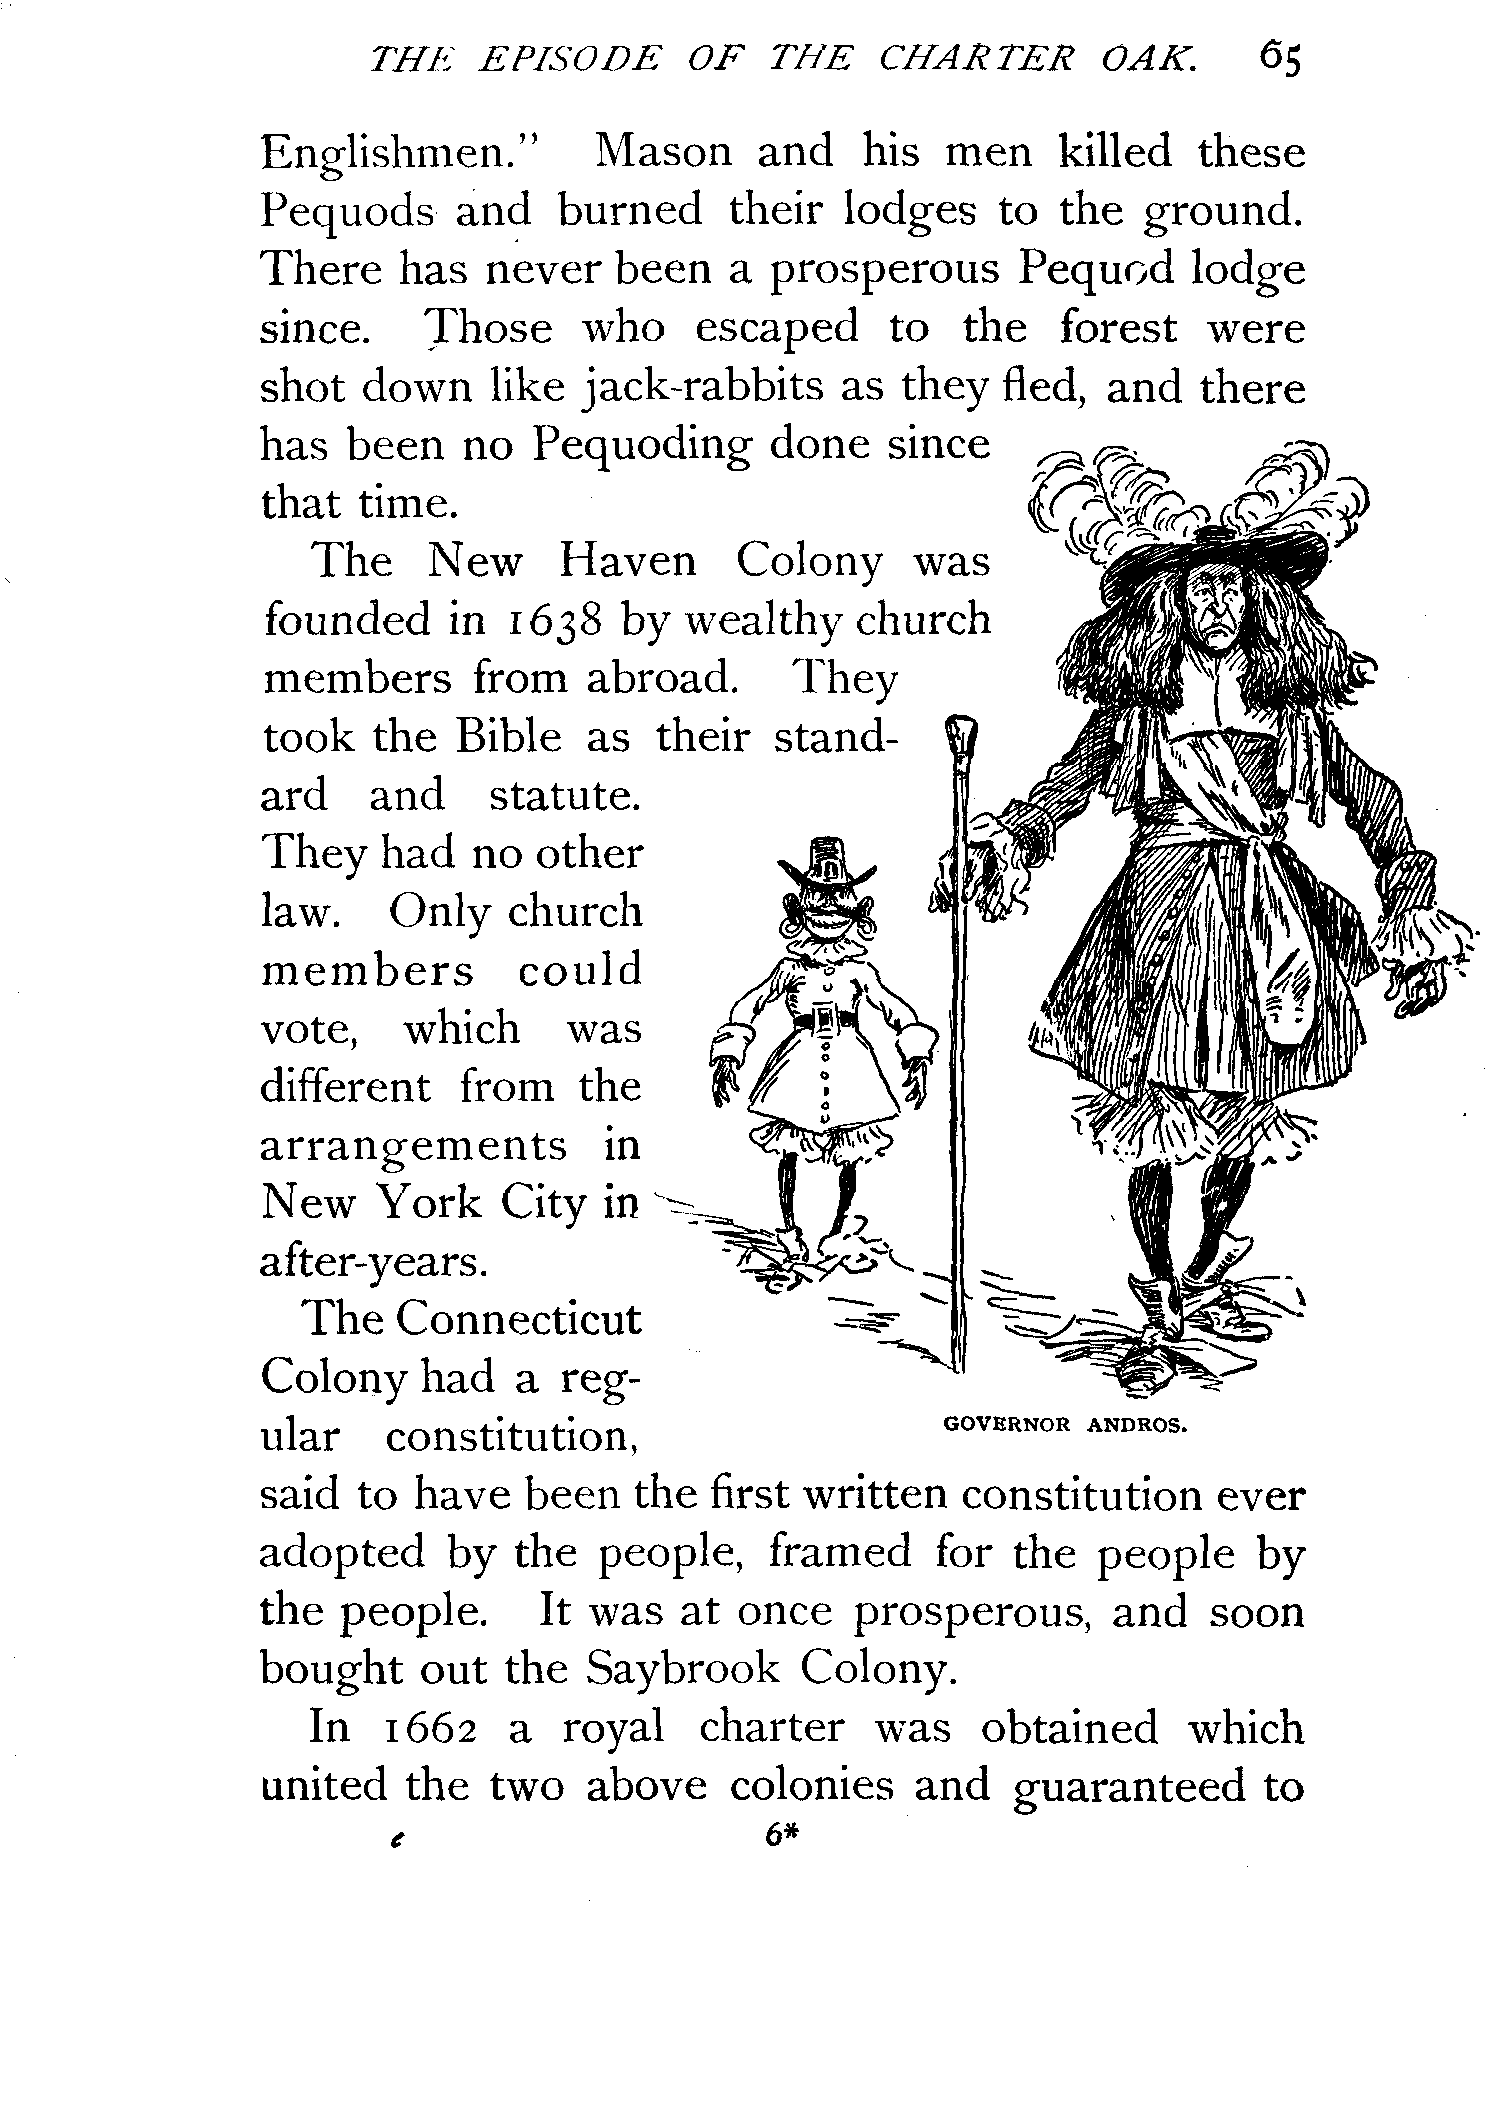 THE EPISODE OF THE CHARTER OAK. 65
Englishmen." Mason and his men killed these
Pequods and burned their lodges to the ground.
There has never been a prosperous Pequod lodge
since. Those who escaped to the forest were
shot down like jack-rabbits as they fled, and there
has been no Pequoding done since
that time.
The New Haven Colony was
founded in 1638 by wealthy church
members from abroad. They
took the Bible as their stand-
ard and statute.
They had no other
law. Only church
members could
vote, which was
different from the
arrangements in
New York City in
after-years.
The Connecticut
Colony had a reg-
ular constitution,
GOVERNOR ANDROS.
said to have been the first written constitution ever
adopted by the people, framed for the people by
the people. It was at once prosperous, and soon
bought out the Saybrook Colony.
In 1662 a royal charter was obtained which
united the two above colonies and guaranteed to
e 6*